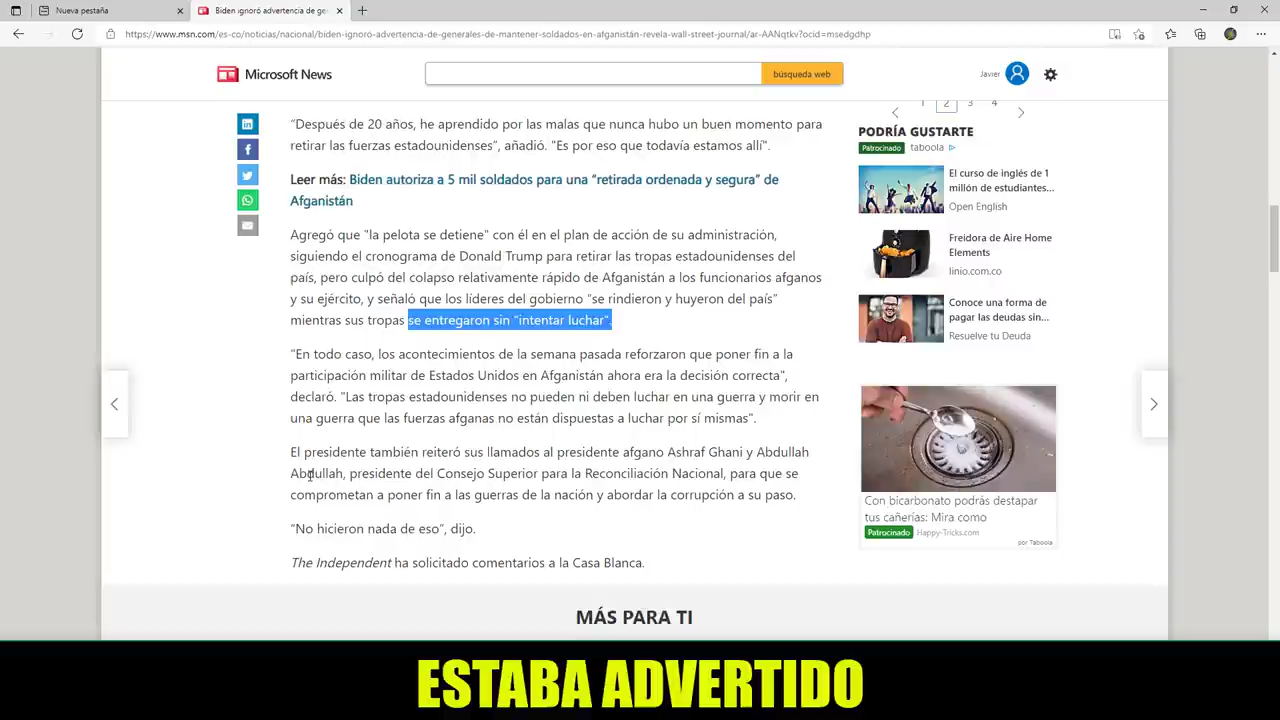 Nueva pestaña
Biden ignoró advertencia de gen
https://www.msn.com/es-co/noticias/nacional/biden-ignoró-advertencia-de-generales-de-mantener-soldados-en-afganistán-revela-wall-street-journal/ar-AANqtkv?ocid=msedgdhp
Microsoft News
búsqueda web
Javier
1 2 3 4
“Después de 20 años, he aprendido por las malas que nunca hubo un buen momento para
retirar las fuerzas estadounidenses”, añadió. "Es por eso que todavía estamos allí".
Leer más: Biden autoriza a 5 mil soldados para una “retirada ordenada y segura” de
Afganistán
Agregó que "la pelota se detiene" con él en el plan de acción de su administración,
siguiendo el cronograma de Donald Trump para retirar las tropas estadounidenses del
país, pero culpó del colapso relativamente rápido de Afganistán a los funcionarios afganos
y su ejército, y señaló que los líderes del gobierno “se rindieron y huyeron del país”
mientras sus tropas se entregaron sin "intentar luchar".
"En todo caso, los acontecimientos de la semana pasada reforzaron que poner fin a la
participación militar de Estados Unidos en Afganistán ahora era la decisión correcta",
declaró. "Las tropas estadounidenses no pueden ni deben luchar en una guerra y morir en
una guerra que las fuerzas afganas no están dispuestas a luchar por sí mismas".
El presidente también reiteró sus llamados al presidente afgano Ashraf Ghani y Abdullah
Abdullah, presidente del Consejo Superior para la Reconciliación Nacional, para que se
comprometan a poner fin a las guerras de la nación y abordar la corrupción a su paso.
“No hicieron nada de eso”, dijo.
The Independent ha solicitado comentarios a la Casa Blanca.
PODRÍA GUSTARTE
Patrocinado taboola
El curso de inglés de 1
millón de estudiantes...
Open English
Freidora de Aire Home
Elements
linio.com.co
Conoce una forma de
pagar las deudas sin...
Resuelve tu Deuda
Con bicarbonato podrás destapar
tus cañerías: Mira como
Patrocinado Happy-Tricks.com
por Taboola
MÁS PARA TI
ESTABA ADVERTIDO